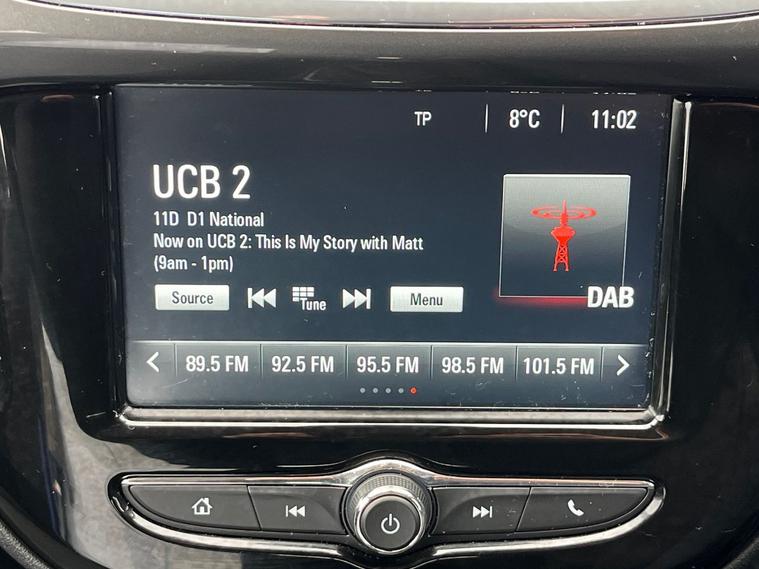 TP 8°C 11:02
UCB 2
11D D1 National
Now on UCB 2: This Is My Story with Matt
(9am - 1pm)
DAB
Source Tune Menu
89.5 FM 92.5 FM 95.5 FM 98.5 FM 101.5 FM